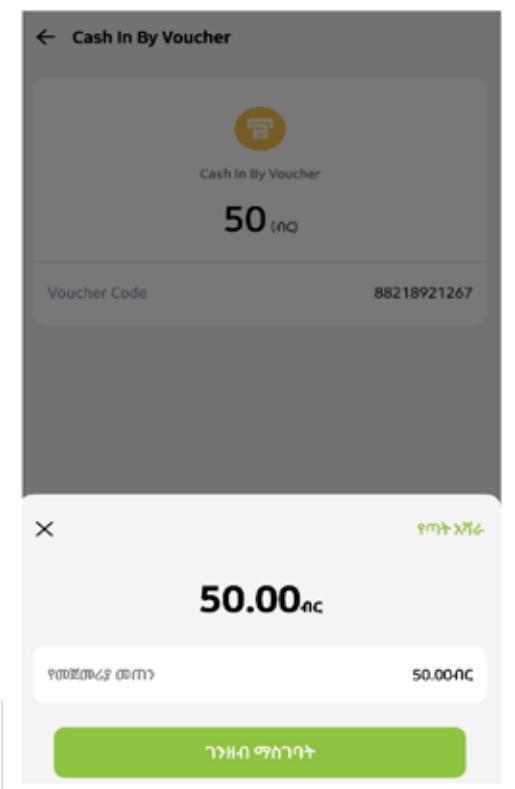 Cash In By Voucher
Cash In By Voucher
50 (ብር)
Voucher Code 88218921267
የጣት አሻራ
50.00ብር
የመጀመሪያ መጠን 50.00ብር
ገንዘብ ማስገባት